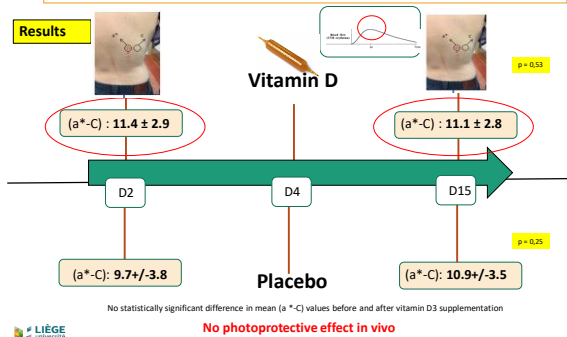 Results
Vitamin D
p = 0,53
(a*-C) : 11.4 ± 2.9
(a*-C) : 11.1 ± 2.8
D2
D4
D15
p = 0,25
(a*-C): 9.7+/-3.8
Placebo
(a*-C): 10.9+/-3.5
No statistically significant difference in mean (a *-C) values before and after vitamin D3 supplementation
No photoprotective effect in vivo
LIÈGE
université